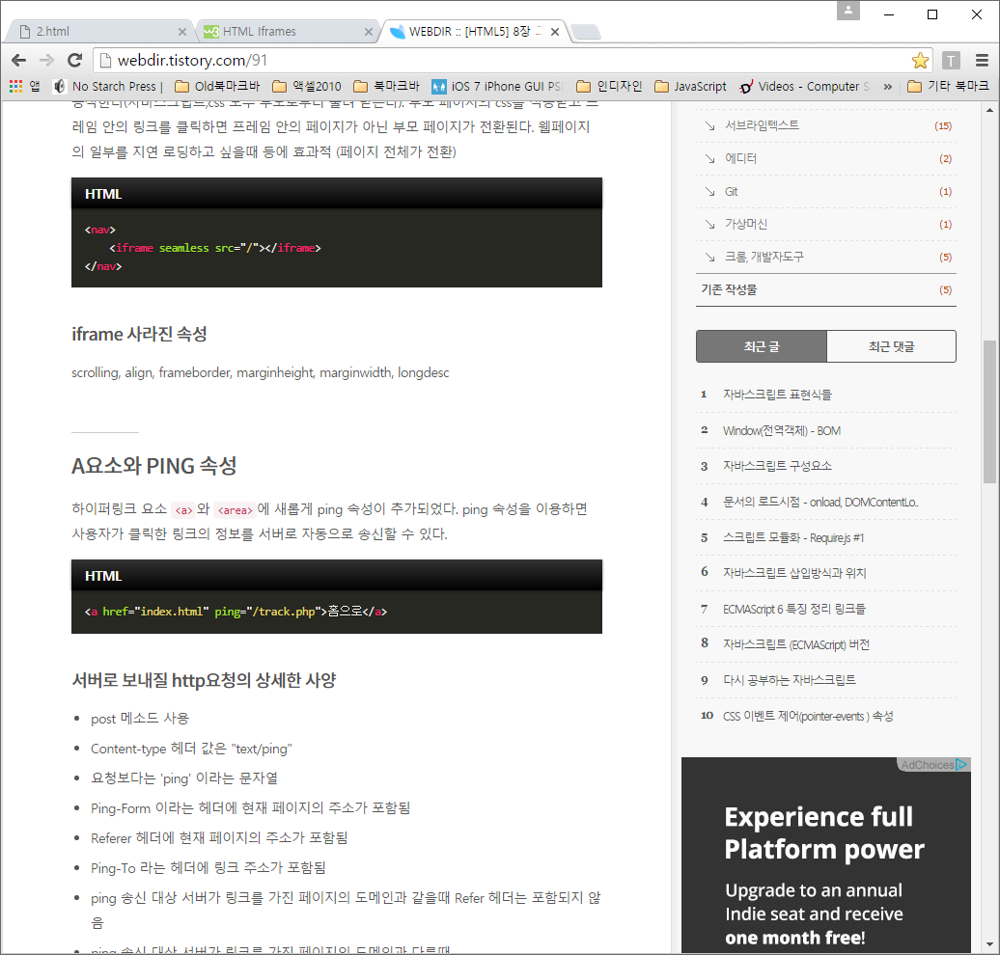 2.html
HTML Iframes
WEBDIR :: [HTML5] 8장
webdir.tistory.com/91
T
앱
No Starch Press |
Old북마크바
액셀2010
북마크바
iOS 7 iPhone GUI PS
인디자인
JavaScript
Videos - Computer S
»
기타 북마크
레임 안의 링크를 클릭하면 프레임 안의 페이지가 아닌 부모 페이지가 전환된다. 웹페이지
의 일부를 지연 로딩하고 싶을때 등에 효과적 (페이지 전체가 전환)
HTML
<nav>
<iframe seamless src="/"></iframe>
</nav>
iframe 사라진 속성
scrolling, align, frameborder, marginheight, marginwidth, longdesc
A요소와 PING 속성
하이퍼링크 요소 <a> 와 <area> 에 새롭게 ping 속성이 추가되었다. ping 속성을 이용하면
사용자가 클릭한 링크의 정보를 서버로 자동으로 송신할 수 있다.
HTML
<a href="index.html" ping="/track.php">홈으로</a>
서버로 보내질 http요청의 상세한 사양
• post 메소드 사용
• Content-type 헤더 값은 "text/ping"
• 요청보다는 'ping' 이라는 문자열
• Ping-Form 이라는 헤더에 현재 페이지의 주소가 포함됨
• Referer 헤더에 현재 페이지의 주소가 포함됨
• Ping-To 라는 헤더에 링크 주소가 포함됨
• ping 송신 대상 서버가 링크를 가진 페이지의 도메인과 같을때 Refer 헤더는 포함되지 않
음
• ping 송신 대상 서버가 링크를 가진 페이지의 도메인과 다를때
서브라임텍스트 (15)
에디터 (2)
Git (1)
가상머신 (1)
크롬, 개발자도구 (5)
기존 작성물 (5)
최근 글
최근 댓글
1 자바스크립트 표현식들
2 Window(전역객체) - BOM
3 자바스크립트 구성요소
4 문서의 로드시점 - onload, DOMContentLo..
5 스크립트 모듈화 - Require.js #1
6 자바스크립트 삽입방식과 위치
7 ECMAScript 6 특징 정리 링크들
8 자바스크립트 (ECMAScript) 버전
9 다시 공부하는 자바스크립트
10 CSS 이벤트 제어(pointer-events ) 속성
AdChoices
Experience full
Platform power
Upgrade to an annual
Indie seat and receive
one month free!